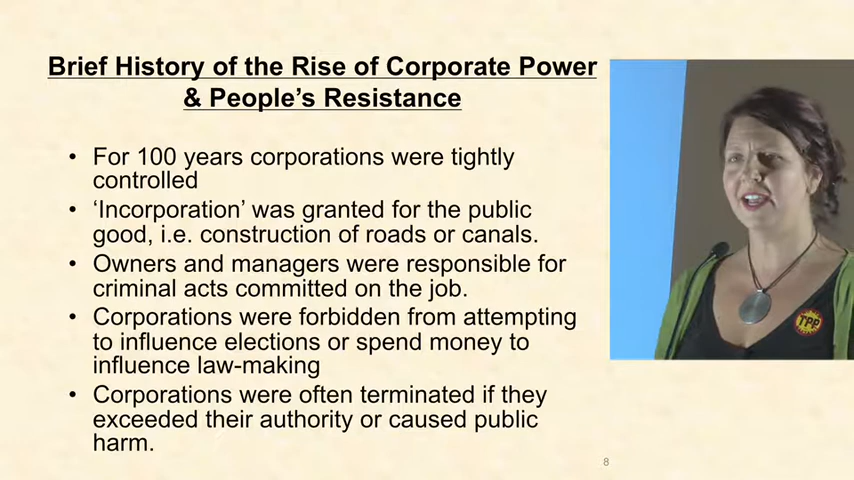 Brief History of the Rise of Corporate Power
& People’s Resistance
• For 100 years corporations were tightly
controlled
• ‘Incorporation’ was granted for the public
good, i.e. construction of roads or canals.
• Owners and managers were responsible for
criminal acts committed on the job.
• Corporations were forbidden from attempting
to influence elections or spend money to
influence law-making
• Corporations were often terminated if they
exceeded their authority or caused public
harm.
TPP
8